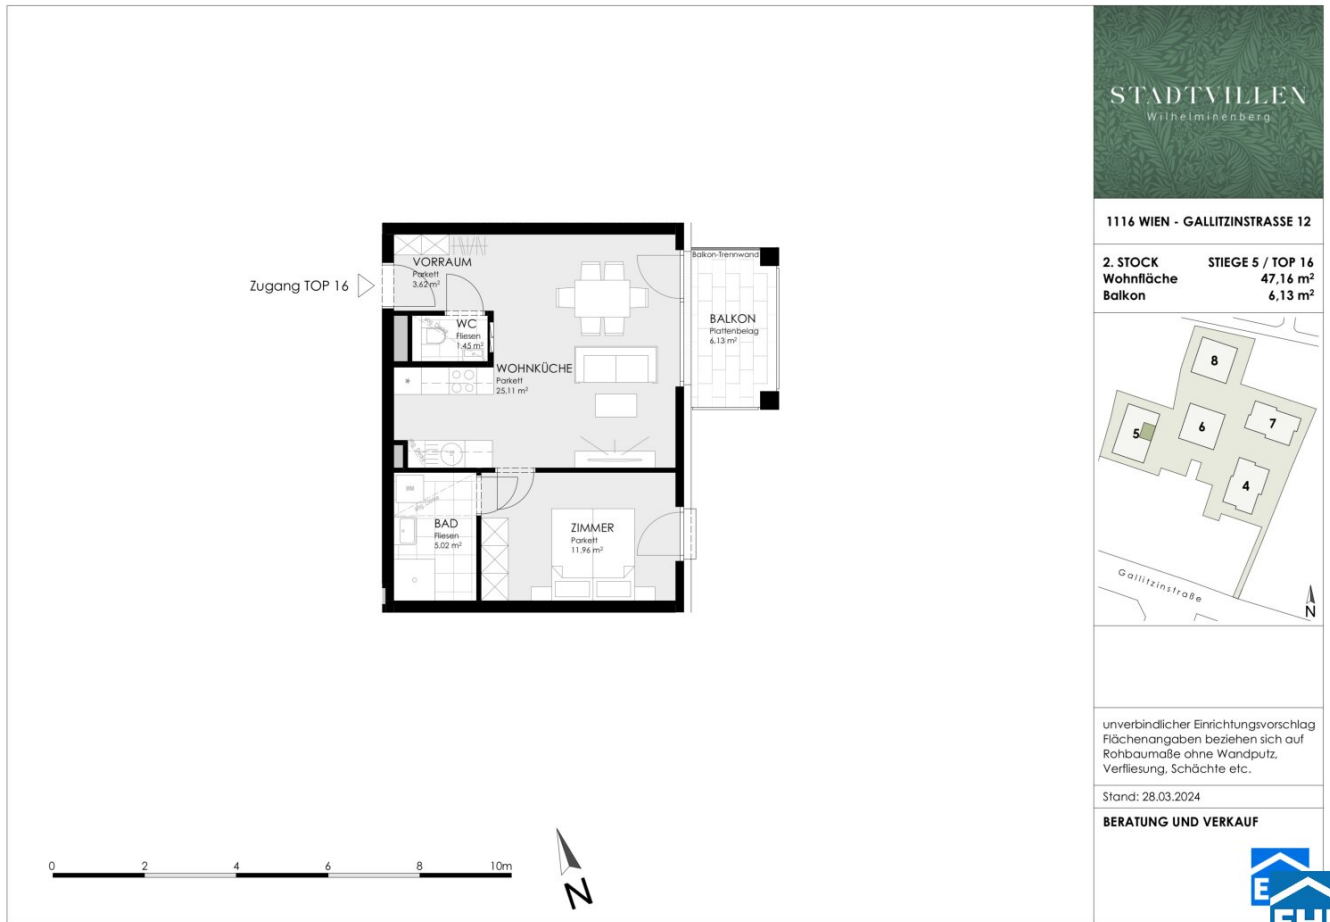 STADTVILLEN
Wilhelminenberg
1116 WIEN - GALLITZINSTRASSE 12
2. STOCK STIEGE 5 / TOP 16
Wohnfläche 47,16 m²
Balkon 6,13 m²
8
5
6
7
4
Gallitzinstraße
N
unverbindlicher Einrichtungsvorschlag
Flächenangaben beziehen sich auf
Rohbaumaße ohne Wandputz,
Verfliesung, Schächte etc.
Stand: 28.03.2024
BERATUNG UND VERKAUF
E
EHL
Zugang TOP 16
VORRAUM
Parkett
3.62 m²
WC
Fliesen
1.45 m²
WOHNKÜCHE
Parkett
25,11 m²
Balkon-Trennwand
BALKON
Plattenbelag
6,13 m²
BAD
Fliesen
5.02 m²
ZIMMER
Parkett
11,96 m²
0 2 4 6 8 10m
N